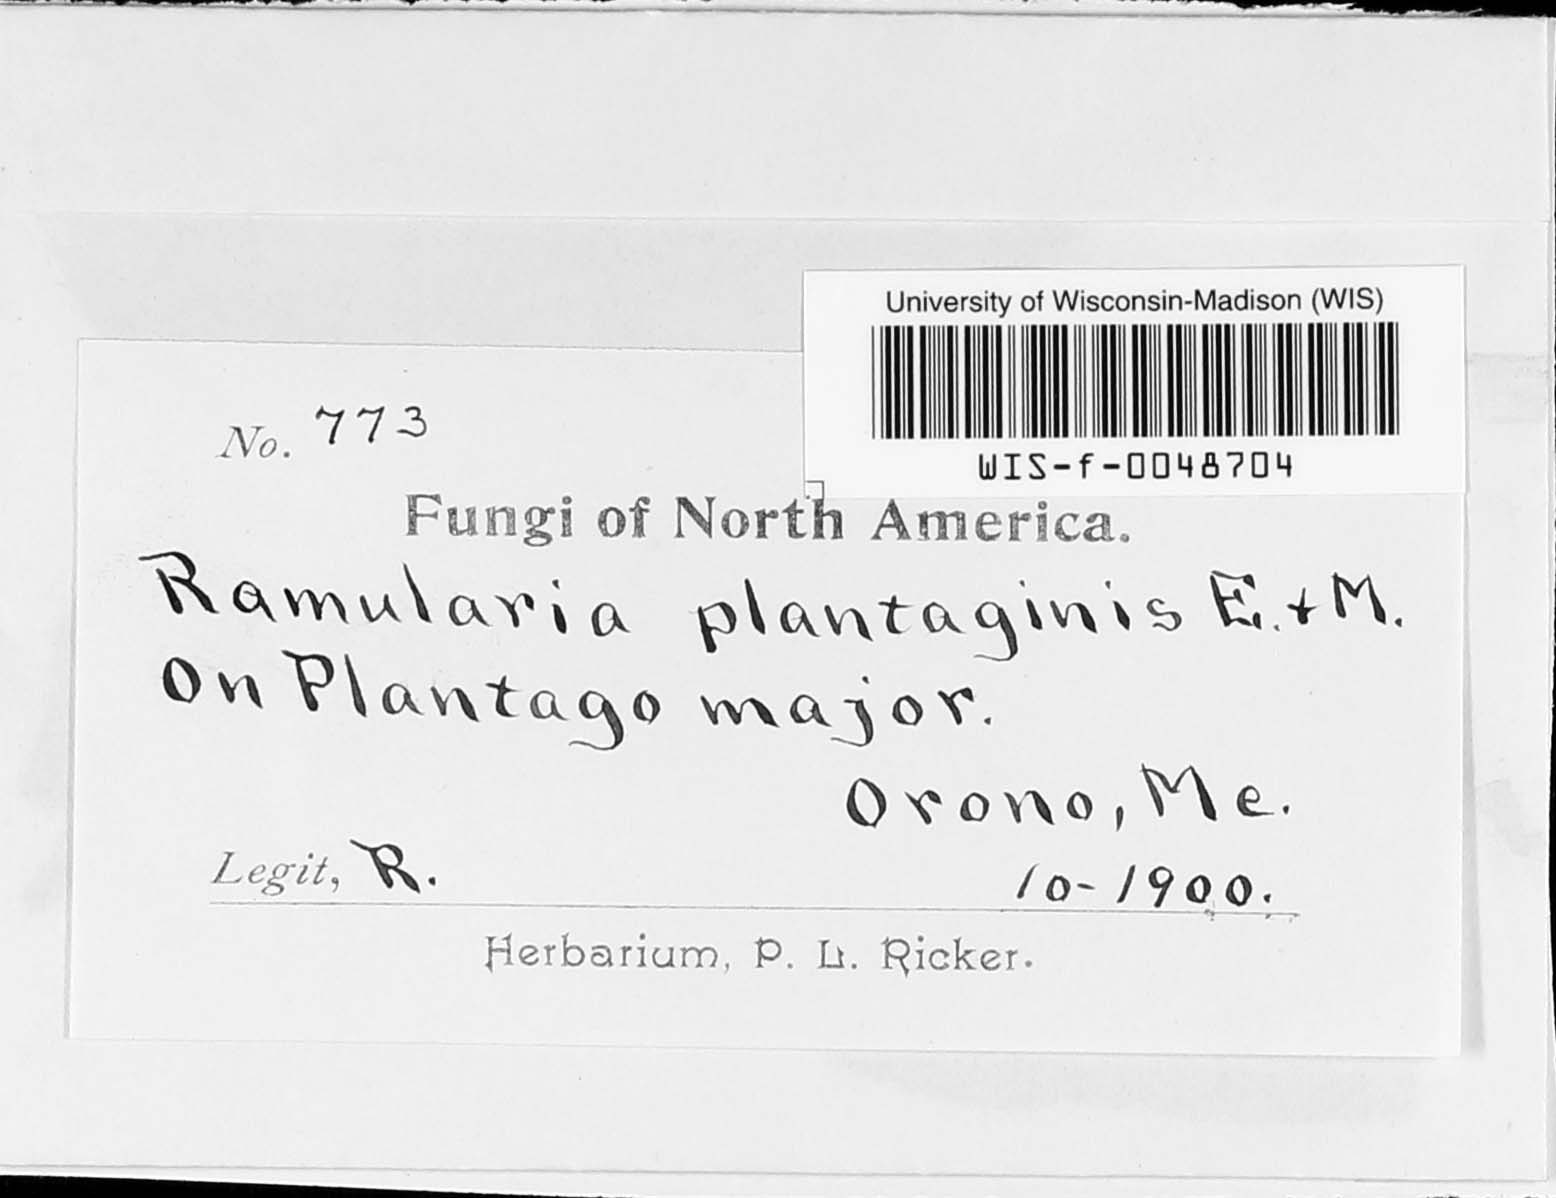 University of Wisconsin-Madison (WIS)
WIS-f-0048704
No. 773
Fungi of North America.
Ramularia plantaginis E. + M.
On Plantago major.
Orono, Me.
Legit, R. 10-1900.
Herbarium, P. L. Ricker.